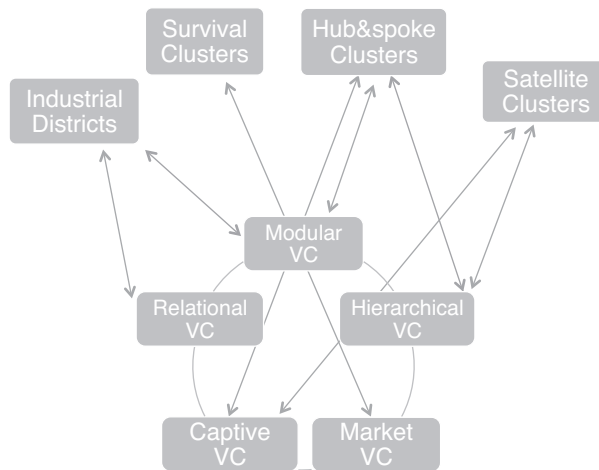 Survival
Clusters
Hub&spoke
Clusters
Satellite
Clusters
Industrial
Districts
Modular
VC
Relational
VC
Hierarchical
VC
Captive
VC
Market
VC